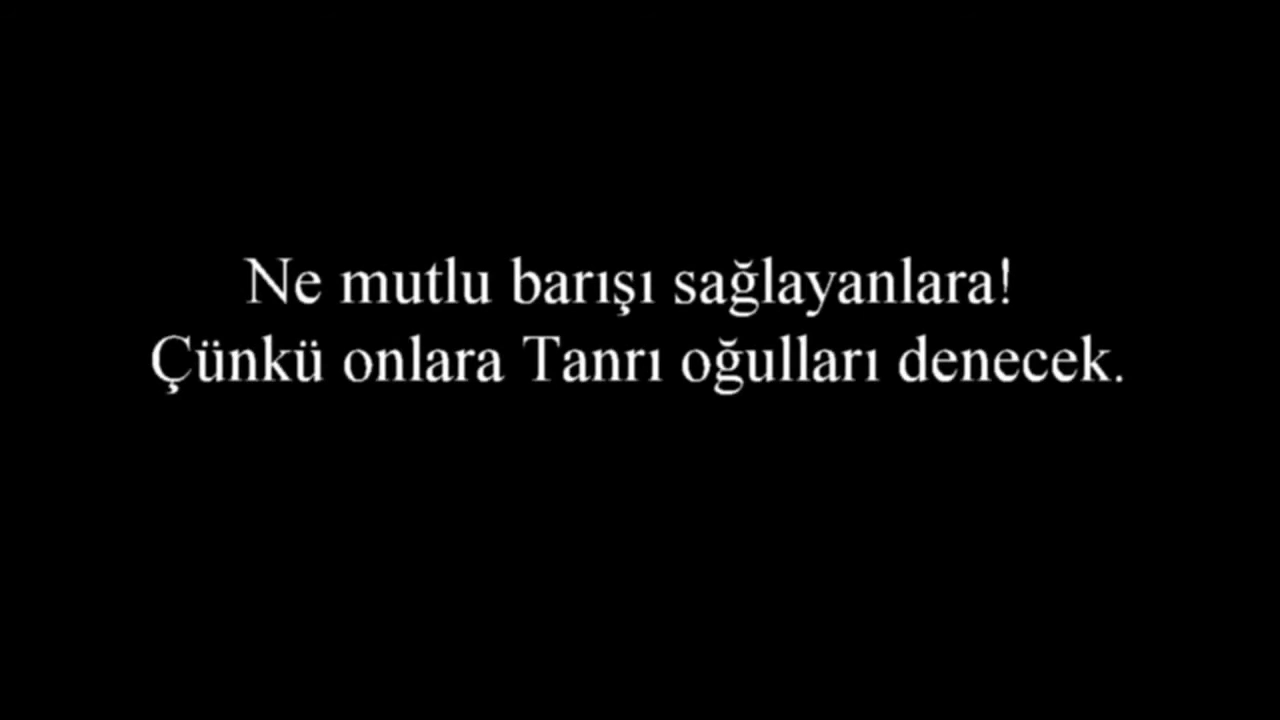 Ne mutlu barışı sağlayanlara!
Çünkü onlara Tanrı oğulları denecek.